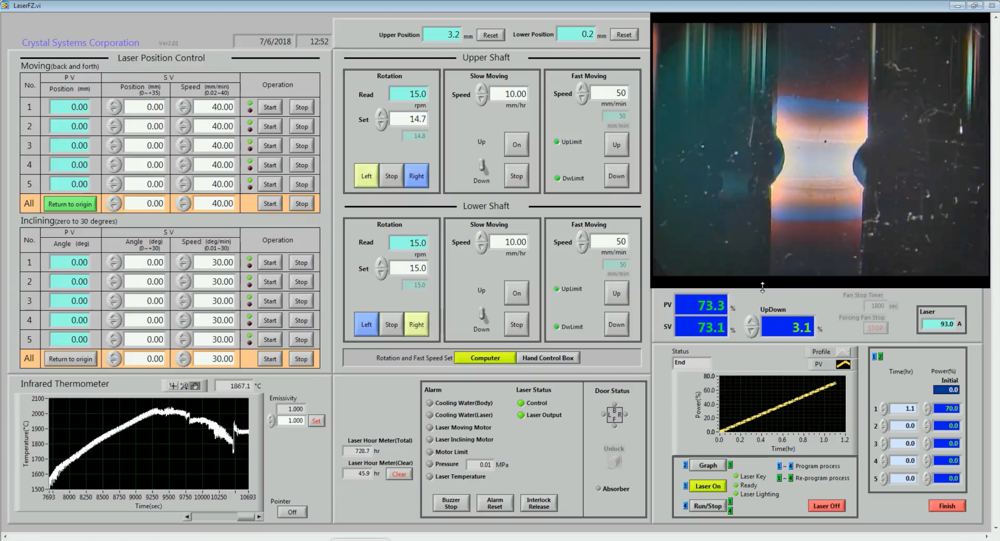 LaserFZ.vi
Crystal Systems Corporation Ver2.01 7/6/2018 12:52
Upper Position 3.2 mm Reset Lower Position 0.2 mm Reset
Laser Position Control
Moving(back and forth)
No. P V S V Operation
Position (mm) Position (mm) Speed (mm/min)
(0~+35) (0.02~40)
1 0.00 0.00 40.00 Start Stop
2 0.00 0.00 40.00 Start Stop
3 0.00 0.00 40.00 Start Stop
4 0.00 0.00 40.00 Start Stop
5 0.00 0.00 40.00 Start Stop
All Return to origin 0.00 40.00 Start Stop
Inclining(zero to 30 degrees)
No. P V S V Operation
Angle (deg) Angle (deg) Speed (deg/min)
(0~+30) (0.01~30)
1 0.00 0.00 30.00 Start Stop
2 0.00 0.00 30.00 Start Stop
3 0.00 0.00 30.00 Start Stop
4 0.00 0.00 30.00 Start Stop
5 0.00 0.00 30.00 Start Stop
All Return to origin 0.00 30.00 Start Stop
Upper Shaft
Rotation
Read 15.0
rpm
Set 14.7
14.8
Left Stop Right
Slow Moving
Speed 10.00
mm/hr
Up On
Down Stop
Fast Moving
Speed 50
mm/min
50
mm/min
UpLimit Up
DwLimit Down
Lower Shaft
Rotation
Read 15.0
rpm
Set 15.0
15.0
Left Stop Right
Slow Moving
Speed 10.00
mm/hr
Up On
Down Stop
Fast Moving
Speed 50
mm/min
50
mm/min
UpLimit Up
DwLimit Down
Rotation and Fast Speed Set Computer Hand Control Box
PV 73.3 %
SV 73.1 %
UpDown
3.1 %
Fan Stop Timer
1800 sec
Forcing Fan Stop
STOP
Laser
93.0 A
Infrared Thermometer 1867.1 °C
Temperature(°C)
2100
2000
1900
1800
1700
1600
1500
7693 8000 8250 8500 8750 9000 9250 9500 9750 10000 10250 10693
Time(sec)
Emissivity
1.000
1.000 Set
Pointer
Off
Laser Hour Meter(Total)
728.7 hr
Laser Hour Meter(Clear)
45.9 hr Clear
Alarm
Cooling Water(Body)
Cooling Water(Laser)
Laser Moving Motor
Laser Inclining Motor
Motor Limit
Pressure 0.01 MPa
Laser Temperature
Laser Status
Control
Laser Output
Buzzer Stop Alarm Reset Interlock Release
Door Status
B
L R
F
Unlock
Absorber
Status
End
Profile
PV
Power(%)
80.0
60.0
40.0
20.0
0.0
0.0 0.2 0.4 0.6 0.8 1.0 1.2
Time(hr)
1 2
Time(hr) Power(%)
Initial
0.0
1 1.1 70.0
2 0.0 0.0
3 0.0 0.0
4 0.0 0.0
5 0.0 0.0
2 Graph 3
3 Laser On
4 Run/Stop 1
4
1 ~ 4 Program process
1 ~ 4 Re-program process
Laser Key
Ready
Laser Lighting
Laser Off
Finish